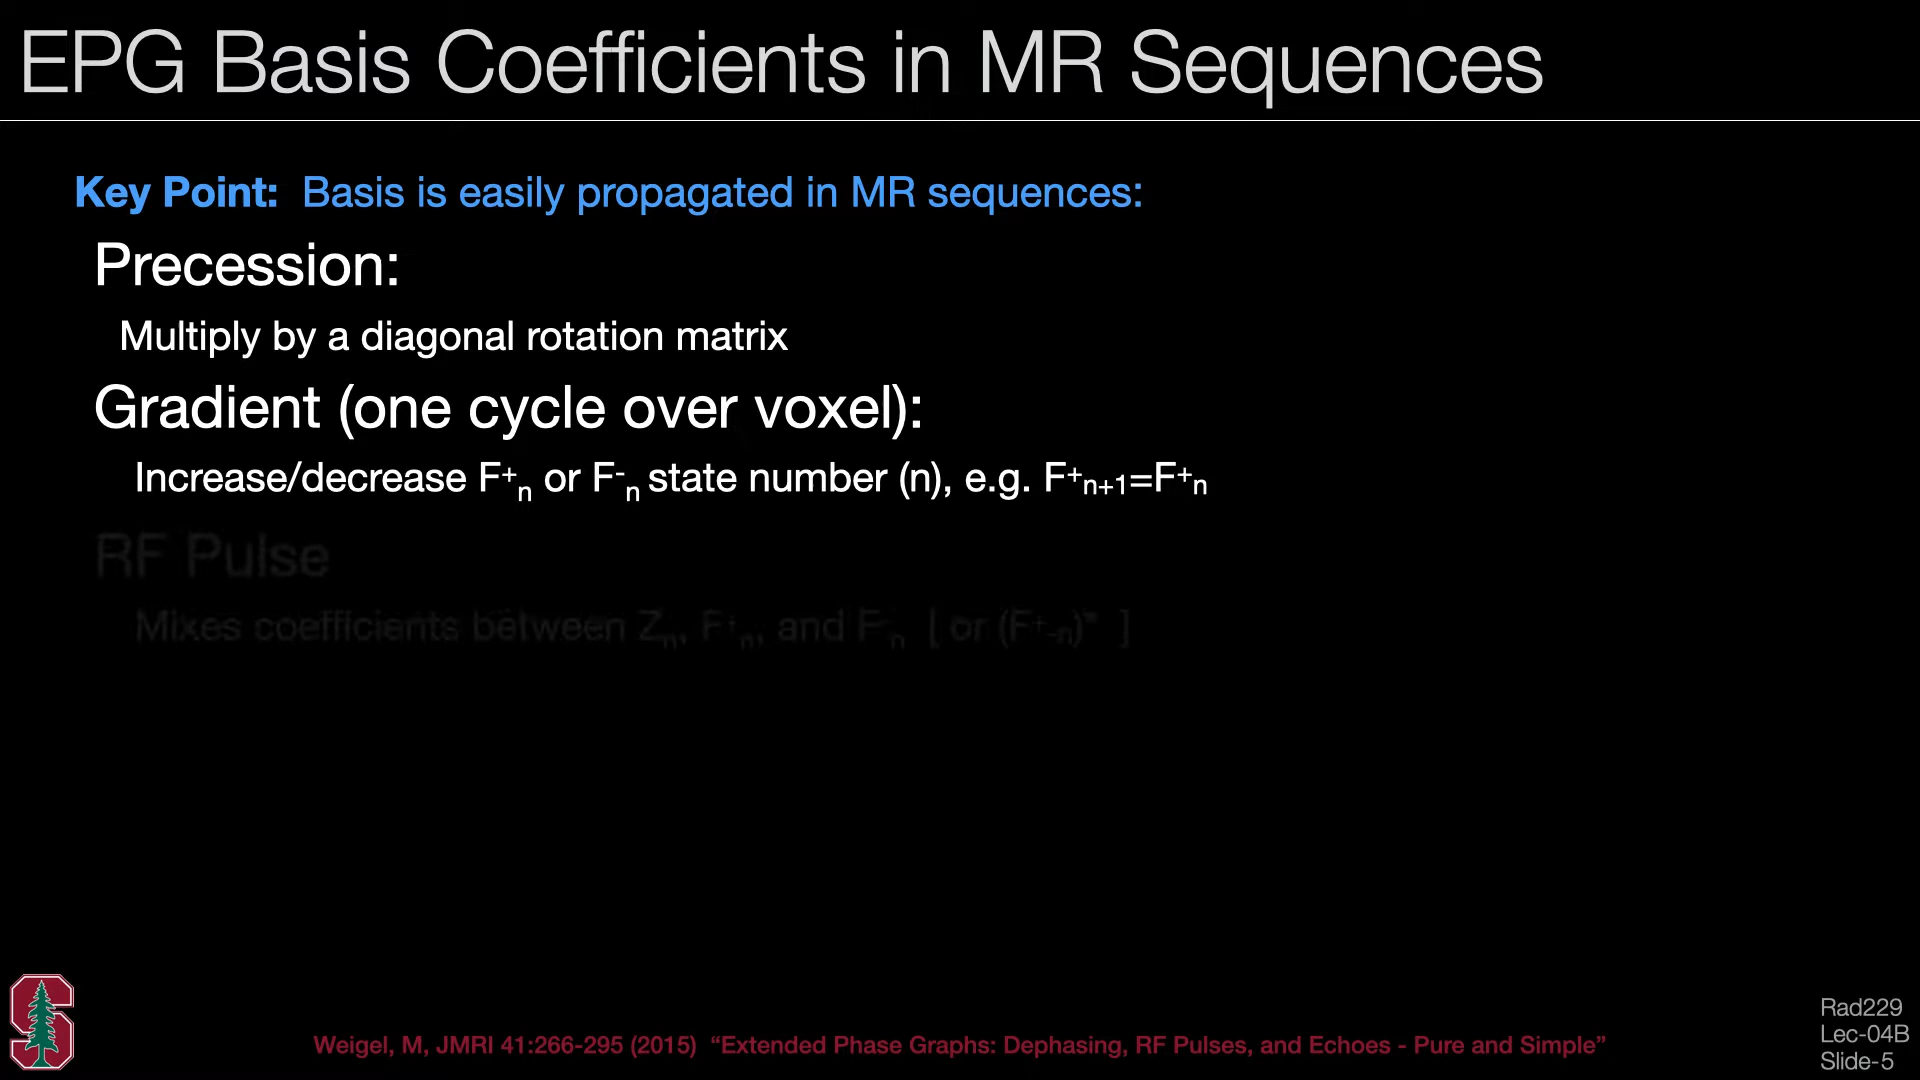 EPG Basis Coefficients in MR Sequences
Key Point: Basis is easily propagated in MR sequences:
Precession:
Multiply by a diagonal rotation matrix
Gradient (one cycle over voxel):
Increase/decrease F⁺ₙ or F⁻ₙ state number (n), e.g. F⁺ₙ₊₁=F⁺ₙ
RF Pulse
Mixes coefficients between Zₙ, F⁺ₙ, and F⁻ₙ [ or (F⁺₋ₙ)* ]
Weigel, M, JMRI 41:266-295 (2015) “Extended Phase Graphs: Dephasing, RF Pulses, and Echoes - Pure and Simple”
Rad229
Lec-04B
Slide-5